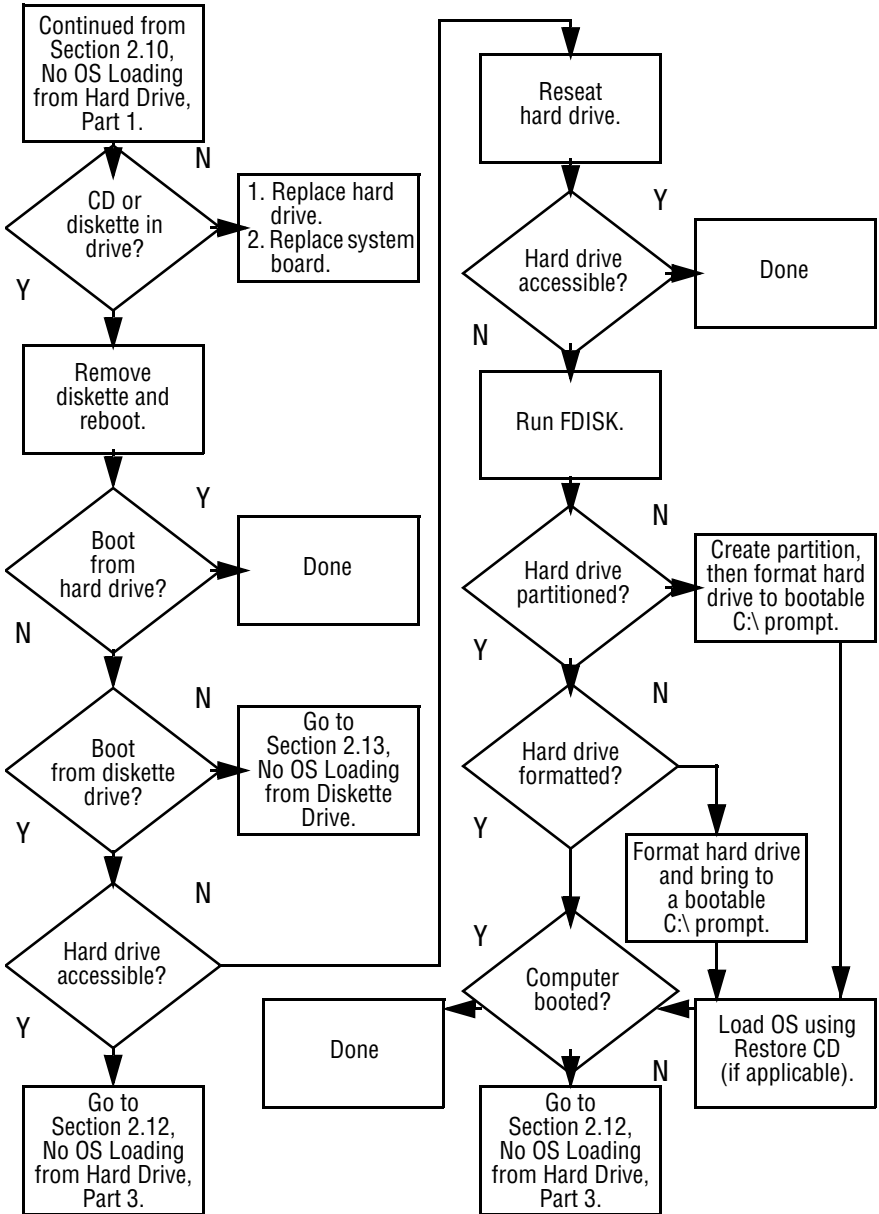 Continued from
Section 2.10,
No OS Loading
from Hard Drive,
Part 1.
N
CD or
diskette in
drive?
1. Replace hard
drive.
2. Replace system
board.
Y
Remove
diskette and
reboot.
Y
Boot
from
hard drive?
Done
N
N
Boot
from diskette
drive?
Go to
Section 2.13,
No OS Loading
from Diskette
Drive.
Y
N
Hard drive
accessible?
Y
Go to
Section 2.12,
No OS Loading
from Hard Drive,
Part 3.
Reseat
hard drive.
Y
Hard drive
accessible?
Done
N
Run FDISK.
N
Hard drive
partitioned?
Create partition,
then format hard
drive to bootable
C:\ prompt.
Y
N
Hard drive
formatted?
Y
Format hard drive
and bring to
a bootable
C:\ prompt.
Y
Computer
booted?
Done
Load OS using
Restore CD
(if applicable).
N
Go to
Section 2.12,
No OS Loading
from Hard Drive,
Part 3.